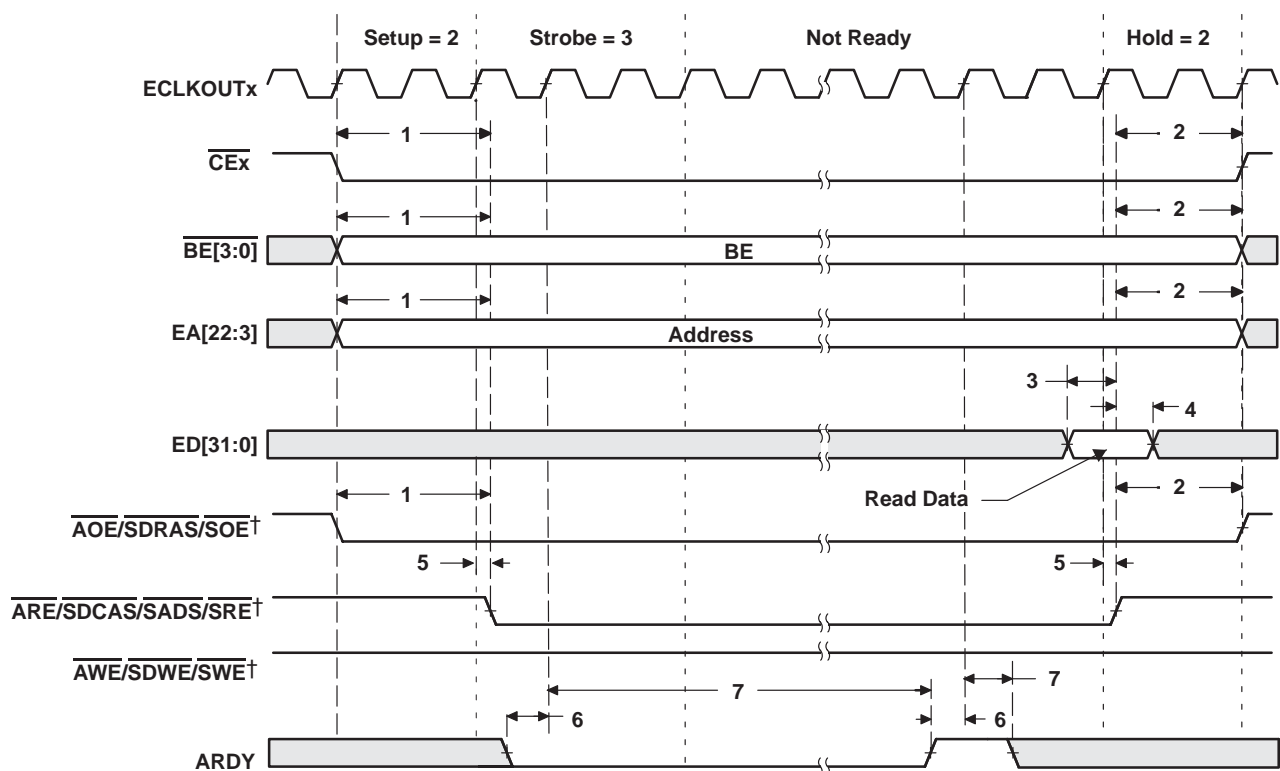 Setup = 2 Strobe = 3 Not Ready Hold = 2
ECLKOUTx
1 2
CEx
1 2
BE[3:0] BE
1 2
EA[22:3] Address
3
4
ED[31:0]
Read Data
1 2
AOE/SDRAS/SOE†
5 5
ARE/SDCAS/SADS/SRE†
AWE/SDWE/SWE†
7 7
6 6
ARDY